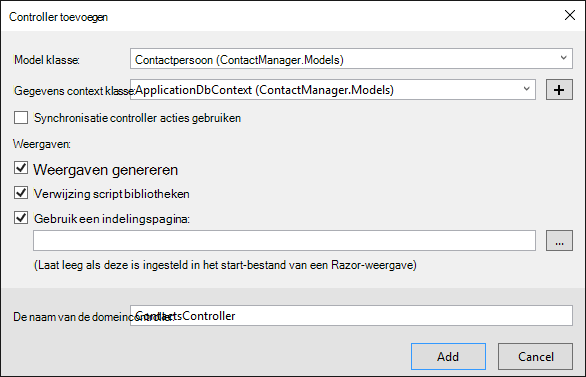 Controller toevoegen
Model klasse: Contactpersoon (ContactManager.Models)
Gegevens context klasse: ApplicationDbContext (ContactManager.Models)
Synchronisatie controller acties gebruiken
Weergaven:
Weergaven genereren
Verwijzing script bibliotheken
Gebruik een indelingspagina:
...
(Laat leeg als deze is ingesteld in het start-bestand van een Razor-weergave)
De naam van de domeincontroller: ContactsController
Add Cancel